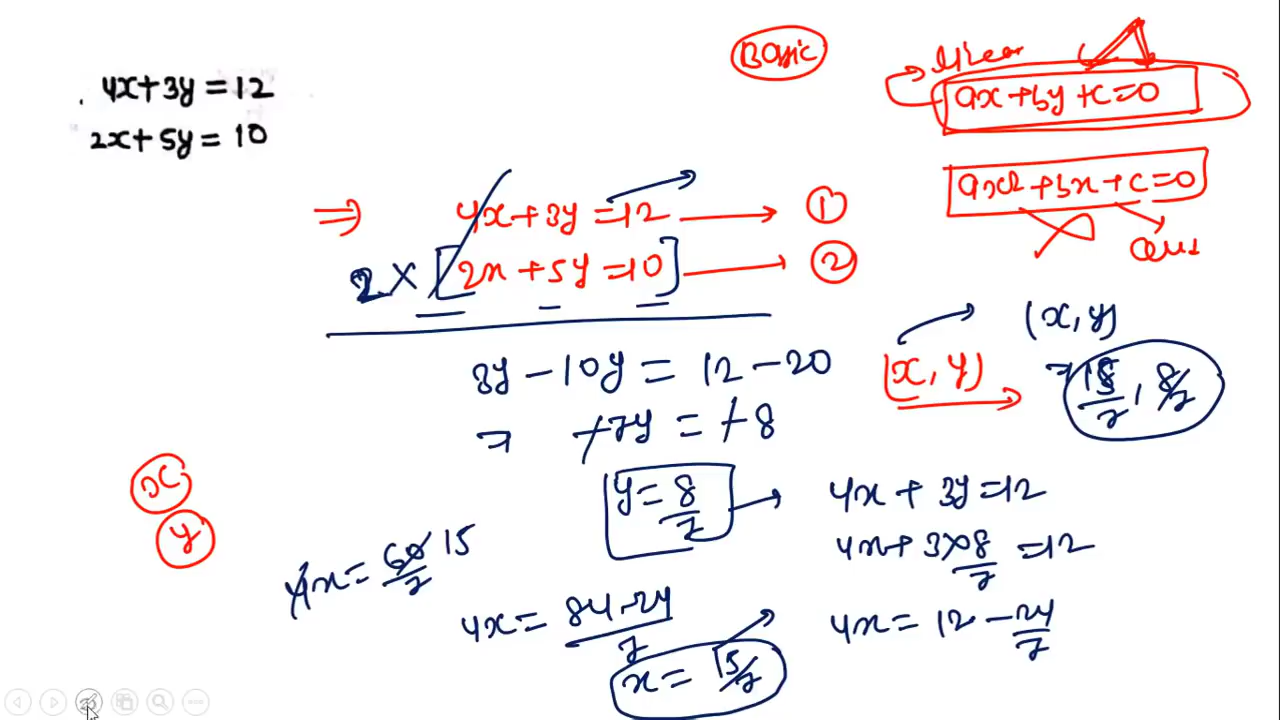 4x+3y=12
2x+5y=10
Basic
Linear
ax+by+c=0
ax²+bx+c=0
⇒ 4x+3y=12 → ①
2×[2x+5y=10] → ②
3y-10y=12-20
-7y=-8
y=8/7
(x,y)
(x,y)
=15/7, 8/7
x
y
4x+3y=12
4x+3×8/7=12
4x=12-24/7
4x=84-24/7
4x=60/7 15
x=15/7